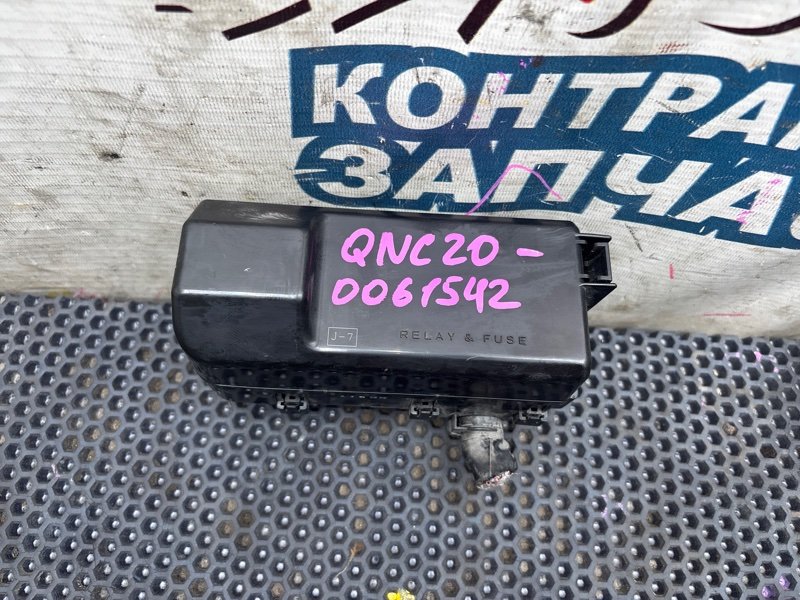 КОНТРА
ЗАПЧА
QNC20 -
0061542
J-7 RELAY & FUSE